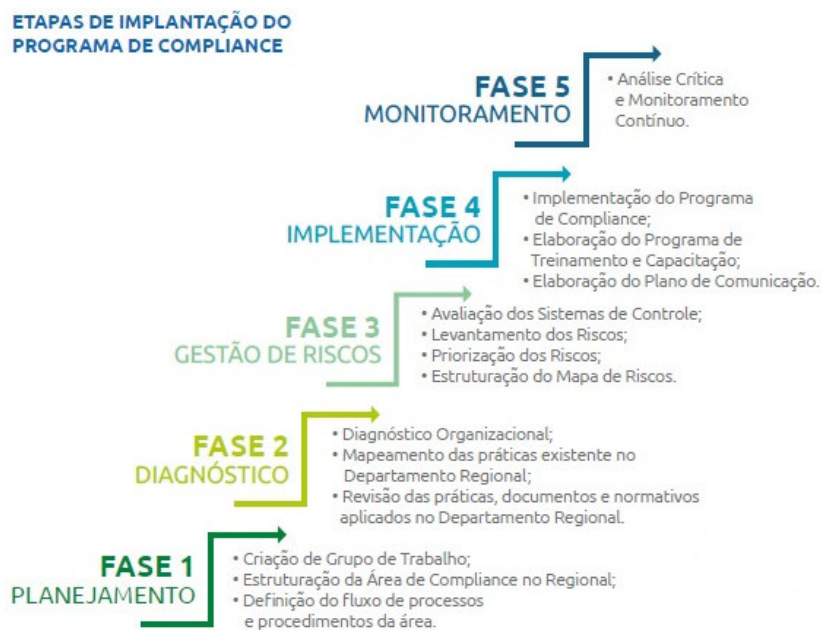 ETAPAS DE IMPLANTAÇÃO DO
PROGRAMA DE COMPLIANCE
FASE 5
MONITORAMENTO
• Análise Crítica
e Monitoramento
Contínuo.
FASE 4
IMPLEMENTAÇÃO
• Implementação do Programa
de Compliance;
• Elaboração do Programa de
Treinamento e Capacitação;
• Elaboração do Plano de Comunicação.
FASE 3
GESTÃO DE RISCOS
• Avaliação dos Sistemas de Controle;
• Levantamento dos Riscos;
• Priorização dos Riscos;
• Estruturação do Mapa de Riscos.
FASE 2
DIAGNÓSTICO
• Diagnóstico Organizacional;
• Mapeamento das práticas existente no
Departamento Regional;
• Revisão das práticas, documentos e normativos
aplicados no Departamento Regional.
FASE 1
PLANEJAMENTO
• Criação de Grupo de Trabalho;
• Estruturação da Área de Compliance no Regional;
• Definição do fluxo de processos
e procedimentos da área.